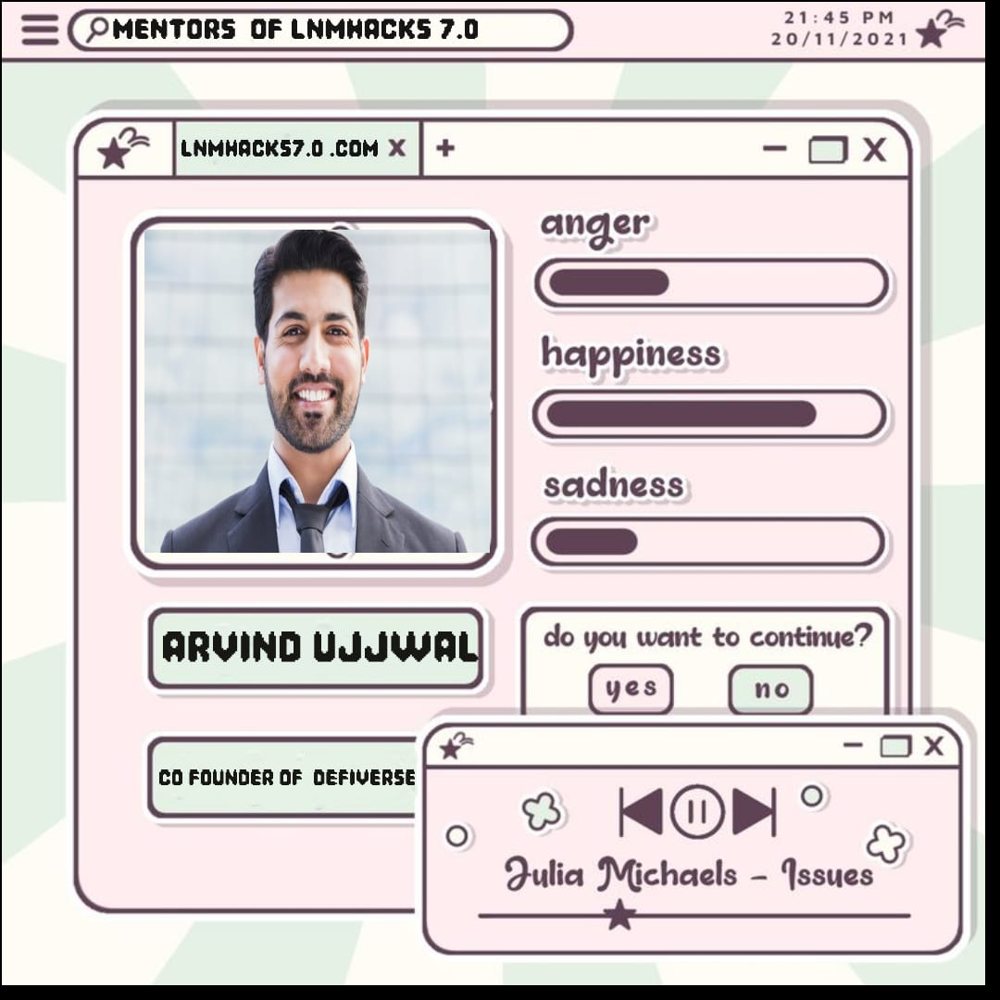 MENTORS OF LNMHACKS 7.0
21:45 PM
20/11/2021
LNMHACKS7.0 .COM X
anger
happiness
sadness
ARVIND UJJWAL
do you want to continue?
yes no
CO FOUNDER OF DEFIVERSE
Julia Michaels - Issues